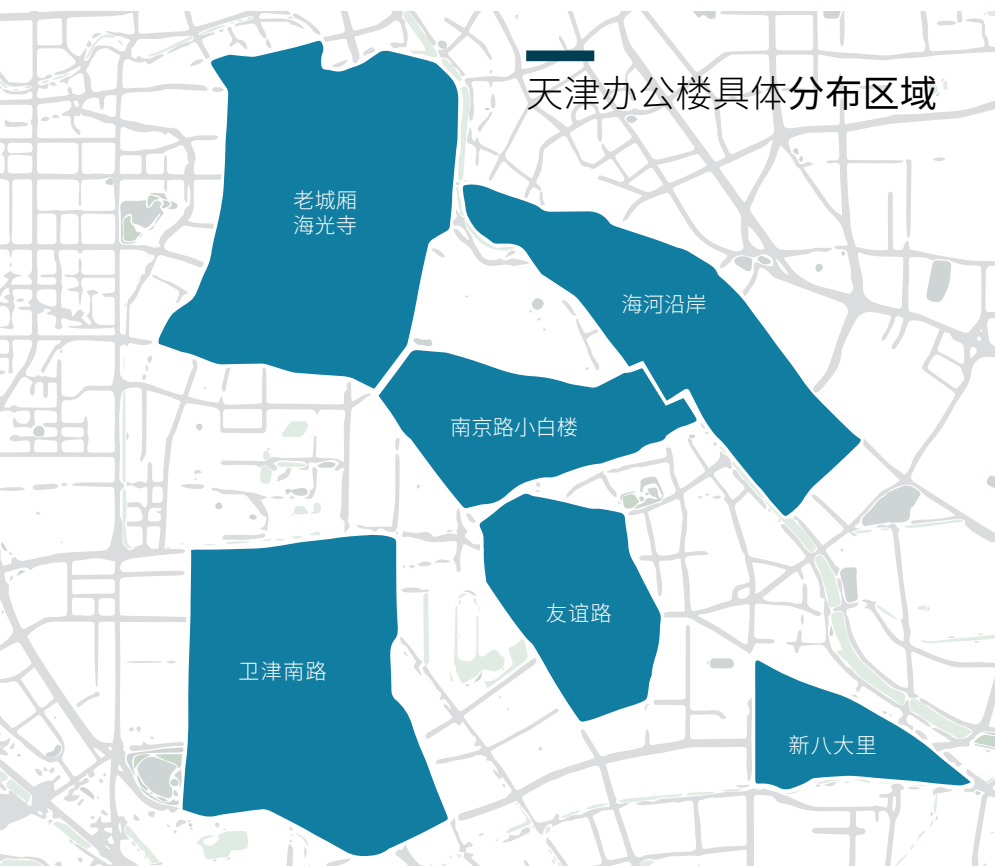 天津办公楼具体分布区域
老城厢
海光寺
海河沿岸
南京路小白楼
友谊路
卫津南路
新八大里